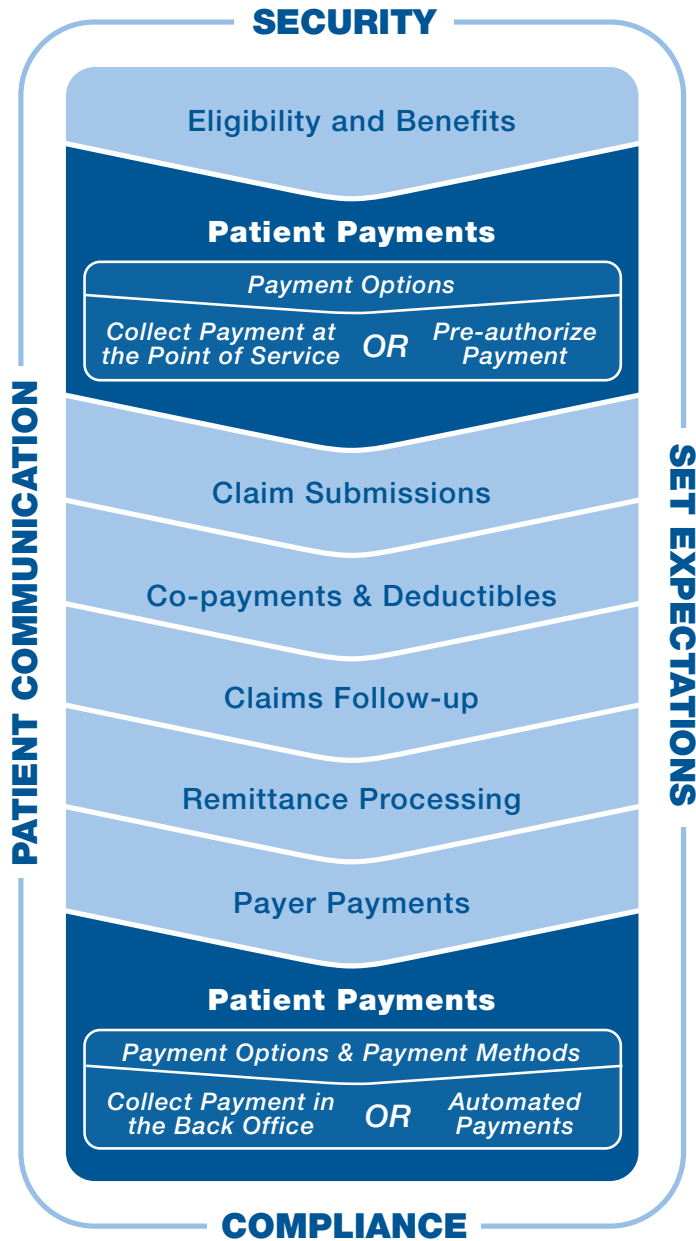 SECURITY
Eligibility and Benefits
Patient Payments
Payment Options
Collect Payment at
the Point of Service
OR
Pre-authorize
Payment
Claim Submissions
Co-payments & Deductibles
Claims Follow-up
Remittance Processing
Payer Payments
Patient Payments
Payment Options & Payment Methods
Collect Payment in
the Back Office
OR
Automated
Payments
PATIENT COMMUNICATION
SET EXPECTATIONS
COMPLIANCE